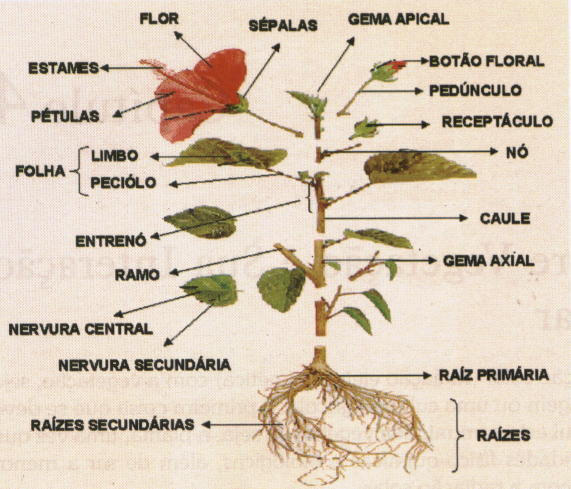 FLOR
SÉPALAS
GEMA APICAL
ESTAMES
BOTÃO FLORAL
PEDÚNCULO
PÉTULAS
RECEPTÁCULO
LIMBO
NÓ
FOLHA
PECIÓLO
CAULE
ENTRENÓ
GEMA AXÍAL
RAMO
NERVURA CENTRAL
NERVURA SECUNDÁRIA
RAÍZ PRIMÁRIA
RAÍZES SECUNDÁRIAS
RAÍZES